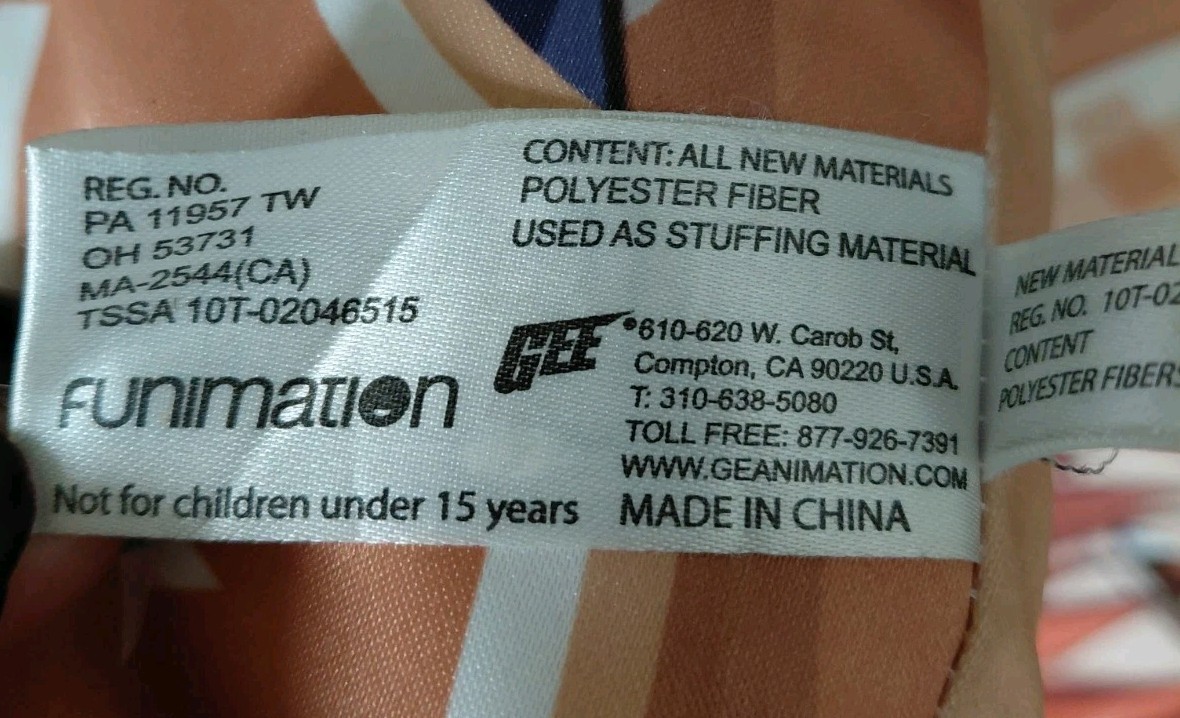 REG. NO.
PA 11957 TW
OH 53731
MA-2544(CA)
TSSA 10T-02046515
FUNIMATION
Not for children under 15 years
CONTENT: ALL NEW MATERIALS
POLYESTER FIBER
USED AS STUFFING MATERIAL
GEE
610-620 W. Carob St,
Compton, CA 90220 U.S.A.
T: 310-638-5080
TOLL FREE: 877-926-7391
WWW.GEANIMATION.COM
MADE IN CHINA
NEW MATERIAL
REG. NO. 10T-02
CONTENT
POLYESTER FIBERS